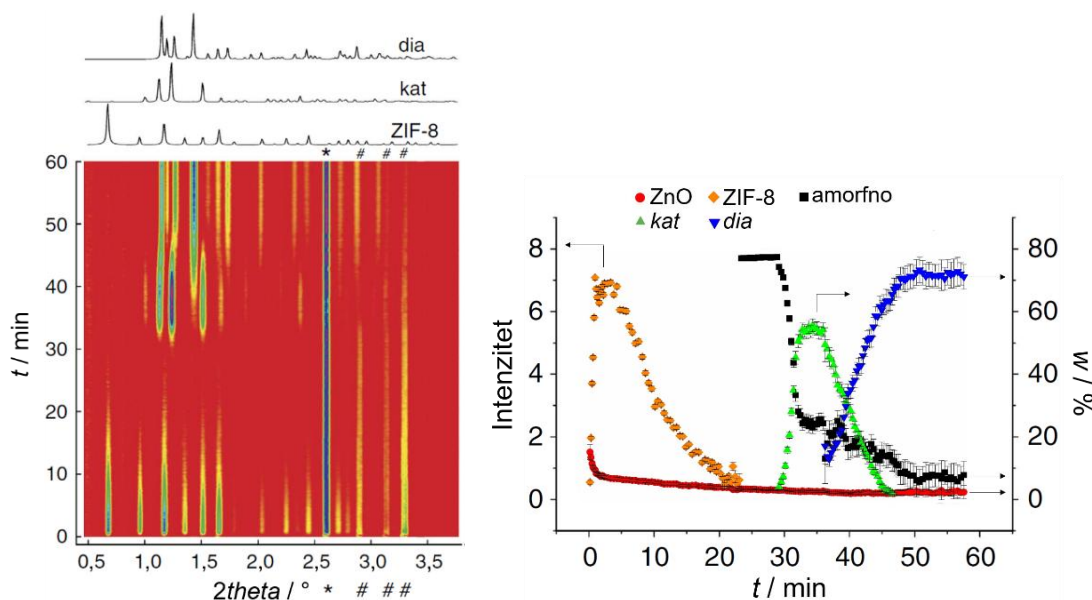 dia
kat
ZIF-8
* # # #
60
50
40
30
20
10
0
t / min
0,5 1,0 1,5 2,0 2,5 3,0 3,5
2theta / ° * # # #
ZnO ZIF-8 amorfno
kat dia
8
6
4
2
0
Intenzitet
80
60
40
20
0
w / %
0 10 20 30 40 50 60
t / min